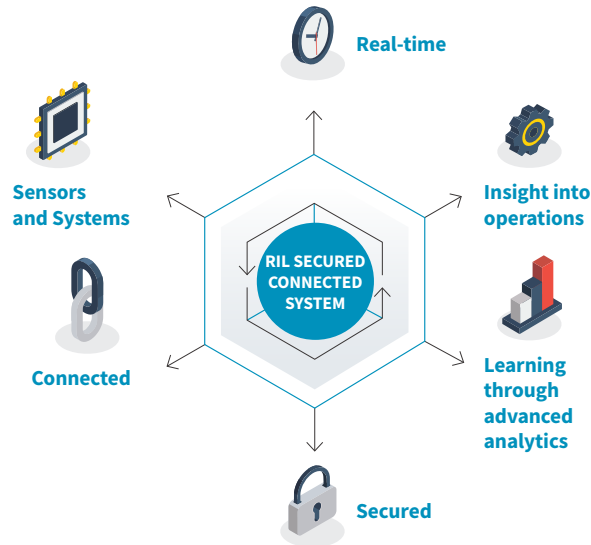 Real-time
Sensors
and Systems
Insight into
operations
RIL SECURED
CONNECTED
SYSTEM
Connected
Learning
through
advanced
analytics
Secured